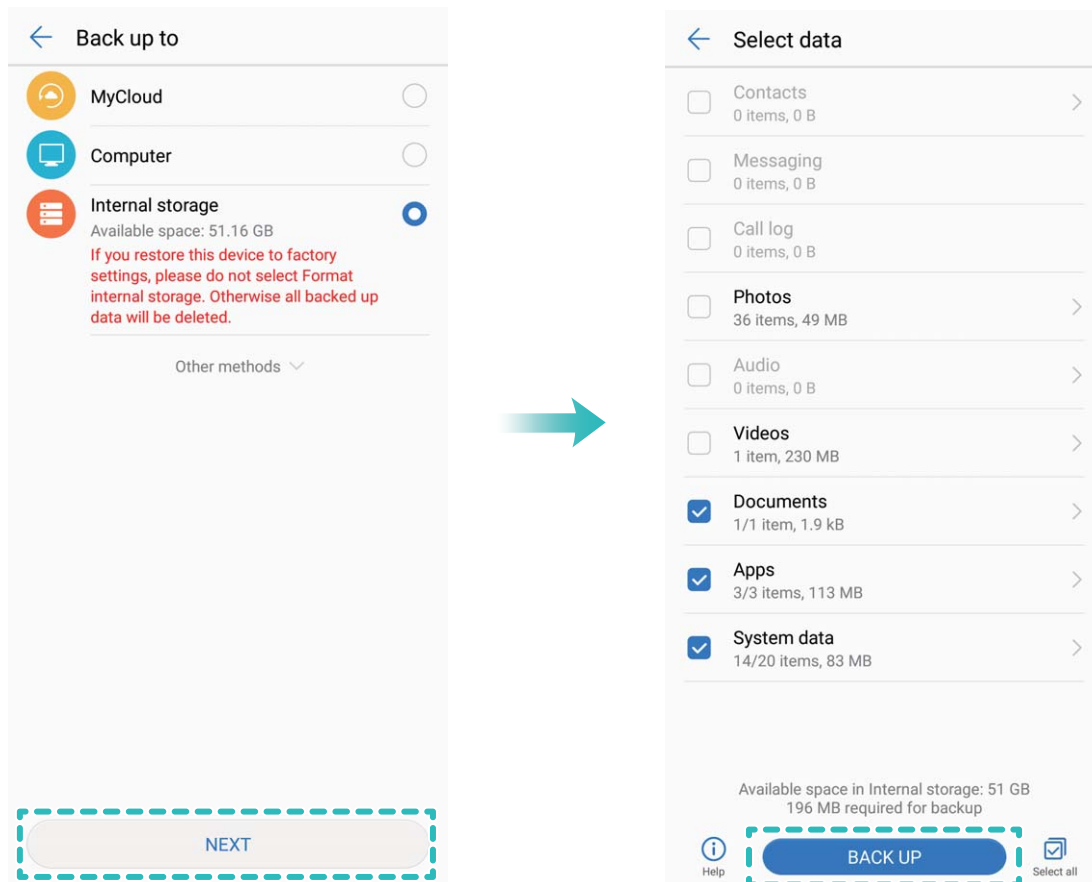 Back up to
MyCloud
Computer
Internal storage
Available space: 51.16 GB
If you restore this device to factory
settings, please do not select Format
internal storage. Otherwise all backed up
data will be deleted.
Other methods
NEXT
Select data
Contacts
0 items, 0 B
Messaging
0 items, 0 B
Call log
0 items, 0 B
Photos
36 items, 49 MB
Audio
0 items, 0 B
Videos
1 item, 230 MB
Documents
1/1 item, 1.9 kB
Apps
3/3 items, 113 MB
System data
14/20 items, 83 MB
Available space in Internal storage: 51 GB
196 MB required for backup
Help
BACK UP
Select all